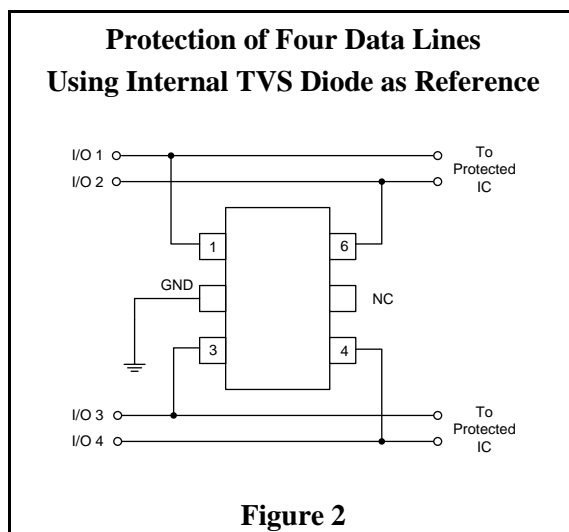 Protection of Four Data Lines
Using Internal TVS Diode as Reference
I/O 1
I/O 2
To
Protected
IC
1
6
GND
NC
3
4
I/O 3
I/O 4
To
Protected
IC
Figure 2